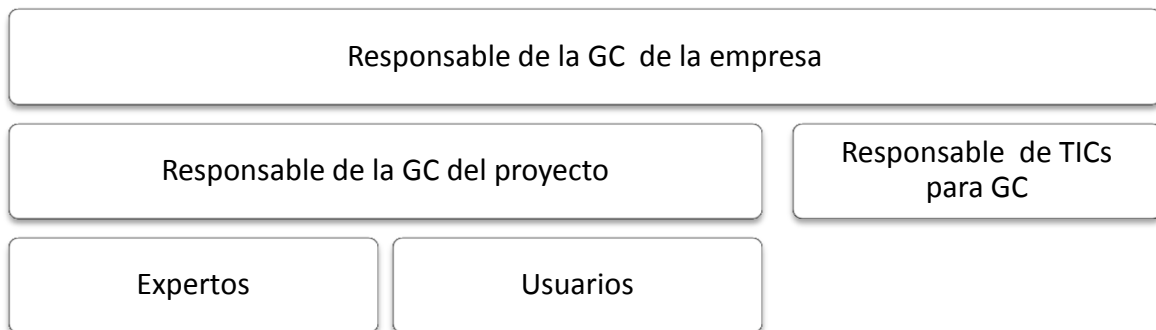 Responsable de la GC  de la empresa
Responsable de la GC del proyecto
Responsable  de TICs
para GC
Expertos
Usuarios